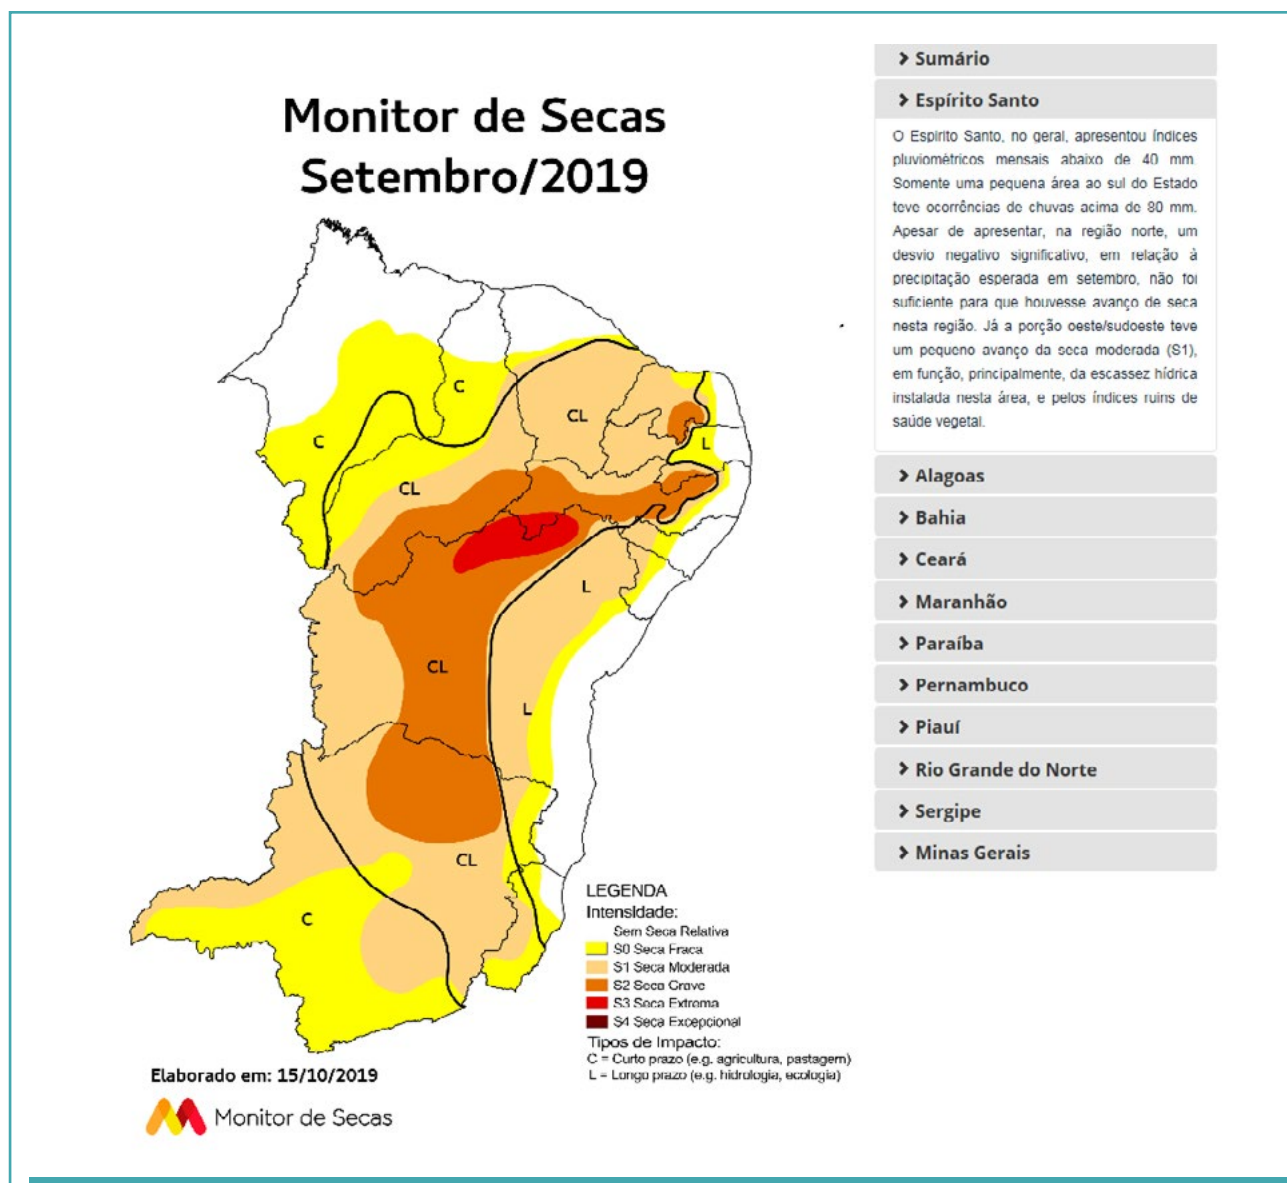 Monitor de Secas
Setembro/2019
C
C
CL
L
CL
L
CL
L
CL
C
LEGENDA
Intensidade:
Sem Seca Relativa
S0 Seca Fraca
S1 Seca Moderada
S2 Seca Grave
S3 Seca Extrema
S4 Seca Excepcional
Tipos de Impacto:
C = Curto prazo (e.g. agricultura, pastagem)
L = Longo prazo (e.g. hidrologia, ecologia)
Elaborado em: 15/10/2019
Monitor de Secas
Sumário
Espírito Santo
O Espirito Santo, no geral, apresentou índices
pluviométricos mensais abaixo de 40 mm.
Somente uma pequena área ao sul do Estado
teve ocorrências de chuvas acima de 80 mm.
Apesar de apresentar, na região norte, um
desvio negativo significativo, em relação à
precipitação esperada em setembro, não foi
suficiente para que houvesse avanço de seca
nesta região. Já a porção oeste/sudoeste teve
um pequeno avanço da seca moderada (S1),
em função, principalmente, da escassez hídrica
instalada nesta área, e pelos índices ruins de
saúde vegetal.
Alagoas
Bahia
Ceará
Maranhão
Paraíba
Pernambuco
Piauí
Rio Grande do Norte
Sergipe
Minas Gerais